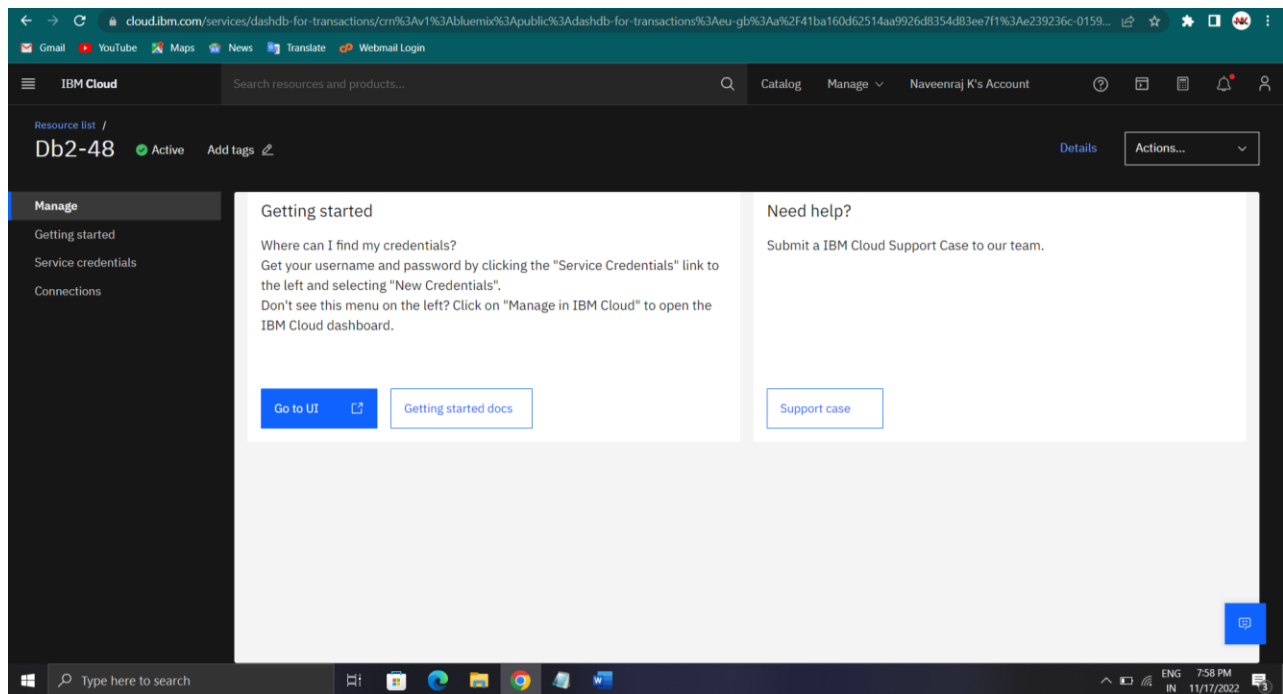 cloud.ibm.com/services/dashdb-for-transactions/crn%3Av1%3Abluemix%3Apublic%3Adashdb-for-transactions%3Aeu-gb%3Aa%2F41ba160d62514aa9926d8354d83ee7f1%3Ae239236c-0159...
Gmail YouTube Maps News Translate Webmail Login
IBM Cloud Search resources and products... Catalog Manage Naveenraj K's Account
Resource list /
Db2-48 Active Add tags Details Actions...
Manage
Getting started
Service credentials
Connections
Getting started
Where can I find my credentials?
Get your username and password by clicking the "Service Credentials" link to
the left and selecting "New Credentials".
Don't see this menu on the left? Click on "Manage in IBM Cloud" to open the
IBM Cloud dashboard.
Go to UI Getting started docs
Need help?
Submit a IBM Cloud Support Case to our team.
Support case
Type here to search
ENG 7:58 PM
IN 11/17/2022